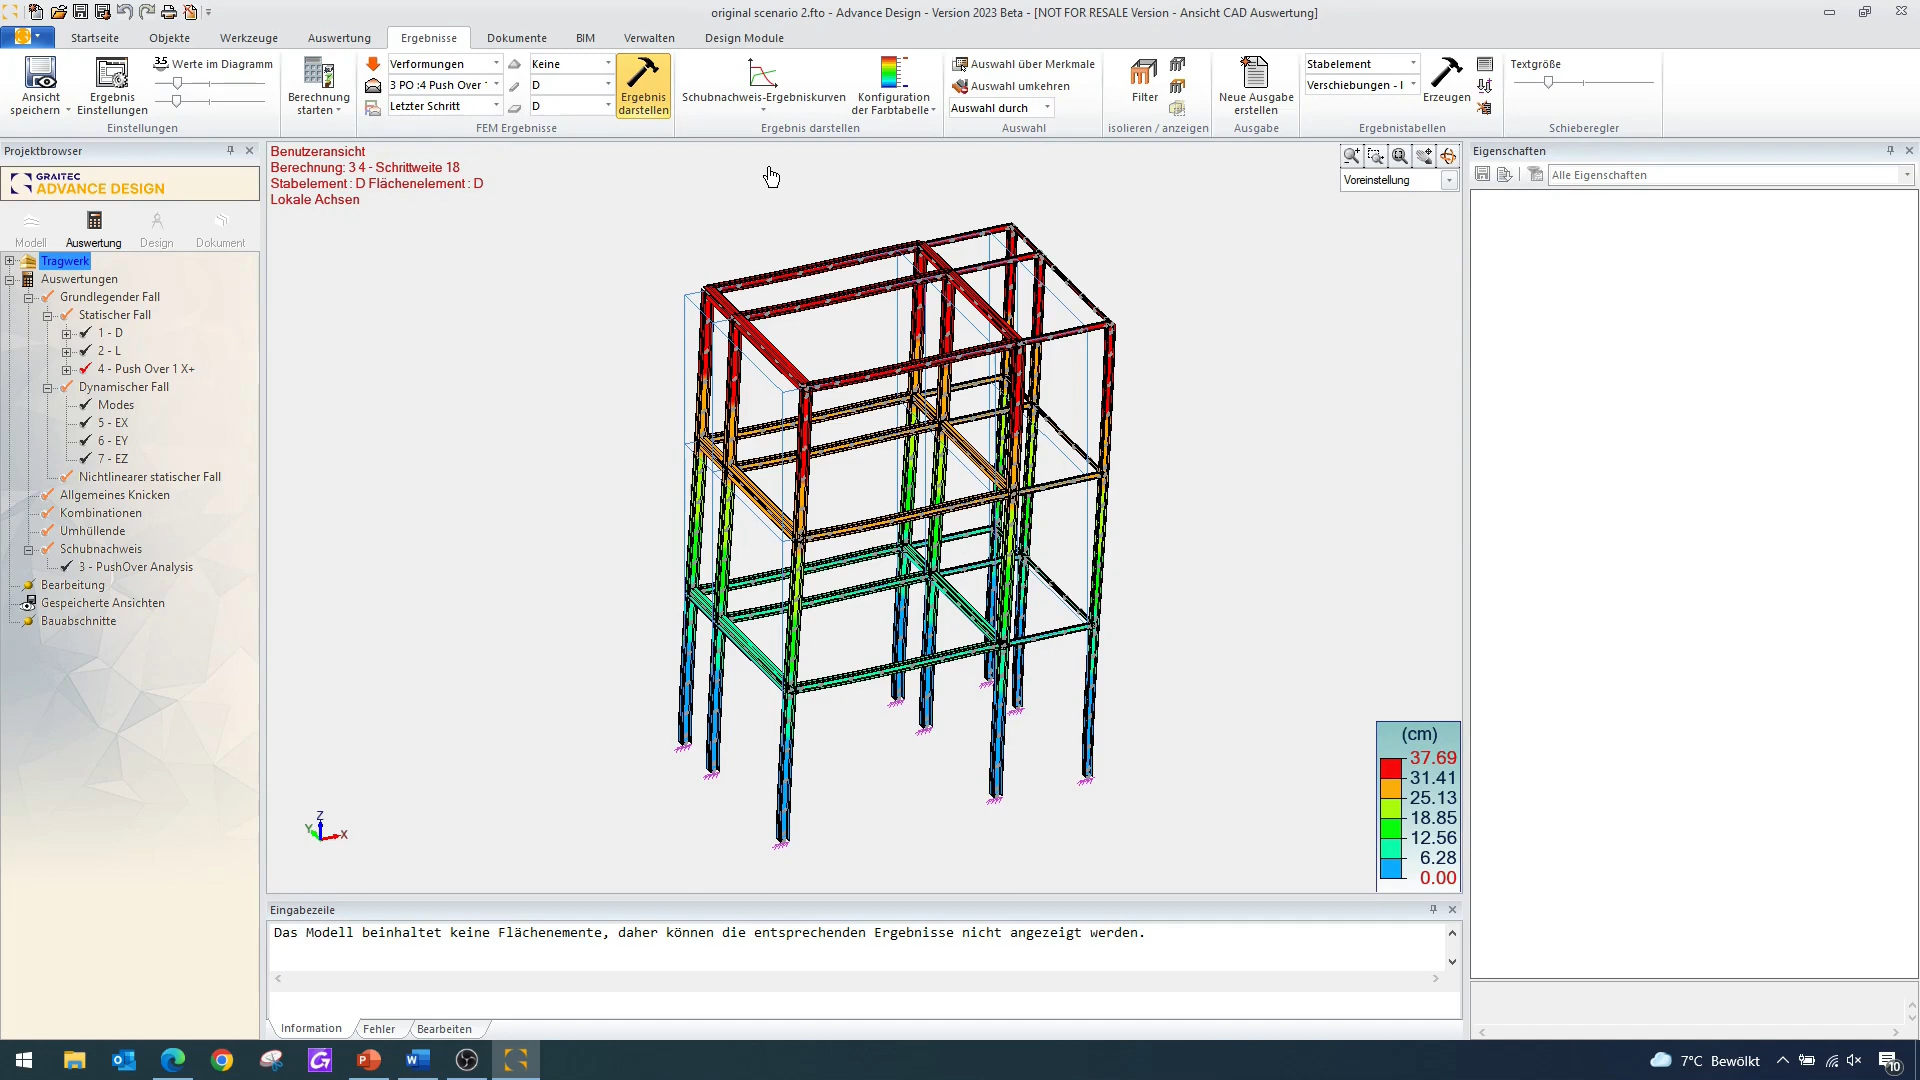 original scenario 2.fto - Advance Design - Version 2023 Beta - [NOT FOR RESALE Version - Ansicht CAD Auswertung]
Startseite
Objekte
Werkzeuge
Auswertung
Ergebnisse
Dokumente
BIM
Verwalten
Design Module
Ansicht speichern
Ergebnis Einstellungen
3.5 Werte im Diagramm
Einstellungen
Berechnung starten
Verformungen
3 PO :4 Push Over
Letzter Schritt
Keine
D
D
Ergebnis darstellen
FEM Ergebnisse
Schubnachweis-Ergebniskurven
Konfiguration der Farbtabelle
Ergebnis darstellen
Auswahl über Merkmale
Auswahl umkehren
Auswahl durch
Auswahl
Filter
isolieren / anzeigen
Neue Ausgabe erstellen
Ausgabe
Stabelement
Verschiebungen - I
Erzeugen
Ergebnistabellen
Textgröße
Schieberegler
Projektbrowser
GRAITEC
ADVANCE DESIGN
Modell
Auswertung
Design
Dokument
Tragwerk
Auswertungen
Grundlegender Fall
Statischer Fall
1 - D
2 - L
4 - Push Over 1 X+
Dynamischer Fall
Modes
5 - EX
6 - EY
7 - EZ
Nichtlinearer statischer Fall
Allgemeines Knicken
Kombinationen
Umhüllende
Schubnachweis
3 - PushOver Analysis
Bearbeitung
Gespeicherte Ansichten
Bauabschnitte
Benutzeransicht
Berechnung: 3 4 - Schrittweite 18
Stabelement : D Flächenelement : D
Lokale Achsen
Voreinstellung
Z
Y
X
(cm)
37.69
31.41
25.13
18.85
12.56
6.28
0.00
Eigenschaften
Alle Eigenschaften
Eingabezeile
Das Modell beinhaltet keine Flächenemente, daher können die entsprechenden Ergebnisse nicht angezeigt werden.
Information
Fehler
Bearbeiten
7°C Bewölkt
10